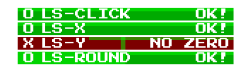 O LS-CLICK OK!
O LS-X OK!
X LS-Y NO ZERO
O LS-ROUND OK!